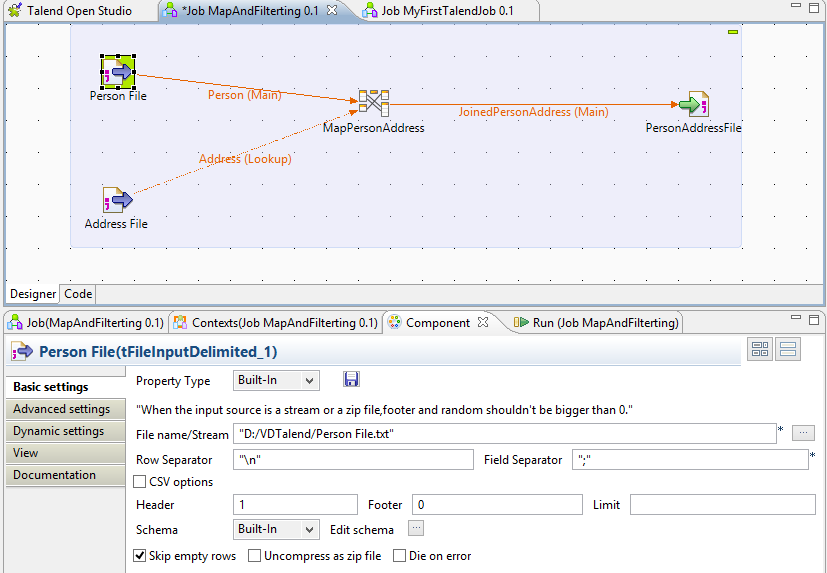 Talend Open Studio *Job MapAndFilterting 0.1 Job MyFirstTalendJob 0.1
Person File
Person (Main)
MapPersonAddress
JoinedPersonAddress (Main)
PersonAddressFile
Address (Lookup)
Address File
Designer Code
Job(MapAndFilterting 0.1) Contexts(Job MapAndFilterting 0.1) Component Run (Job MapAndFilterting)
Person File(tFileInputDelimited_1)
Basic settings
Advanced settings
Dynamic settings
View
Documentation
Property Type Built-In
"When the input source is a stream or a zip file,footer and random shouldn't be bigger than 0."
File name/Stream "D:/VDTalend/Person File.txt" * ...
Row Separator "\n" Field Separator ";" *
CSV options
Header 1 Footer 0 Limit
Schema Built-In Edit schema ...
Skip empty rows Uncompress as zip file Die on error